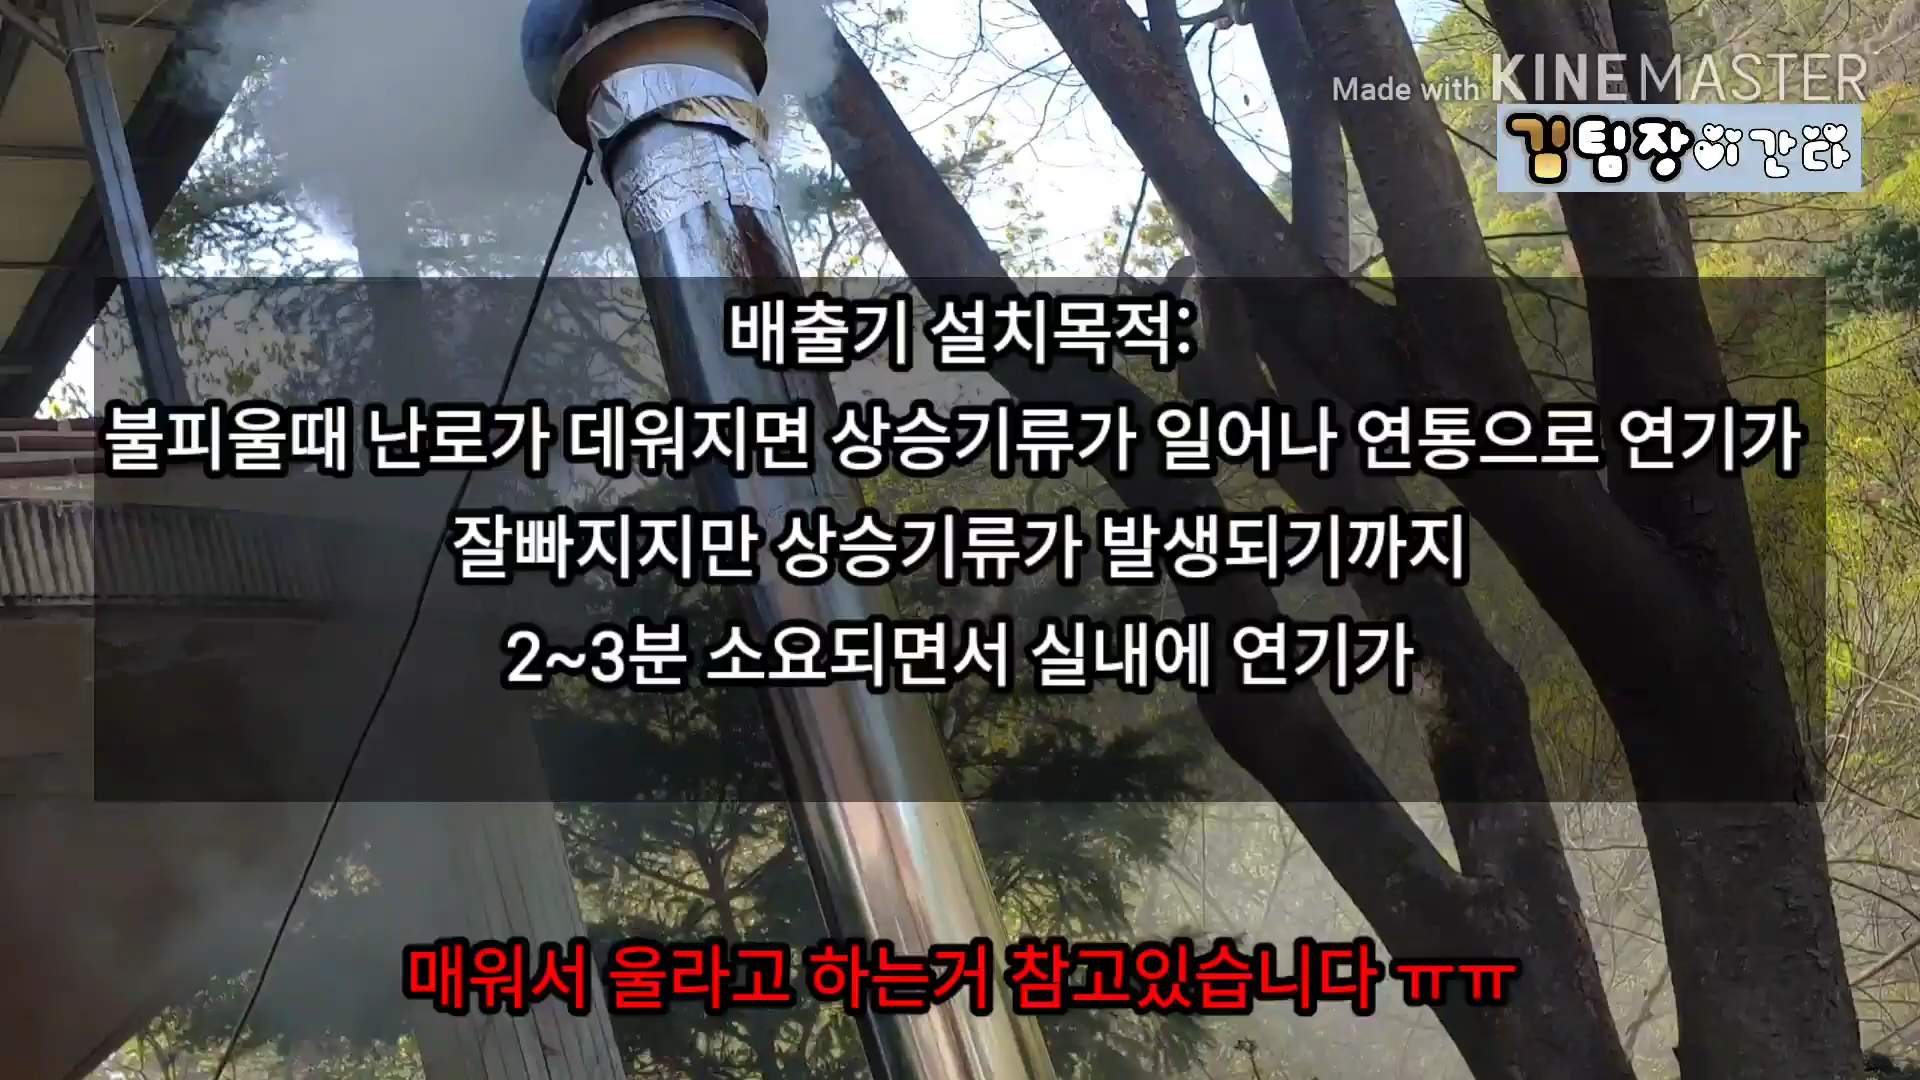 Made with KINEMASTER
김팀장이 간다
배출기 설치목적:
불피울때 난로가 데워지면 상승기류가 일어나 연통으로 연기가
잘빠지지만 상승기류가 발생되기까지
2~3분 소요되면서 실내에 연기가
매워서 울라고 하는거 참고있습니다 ㅠㅠ